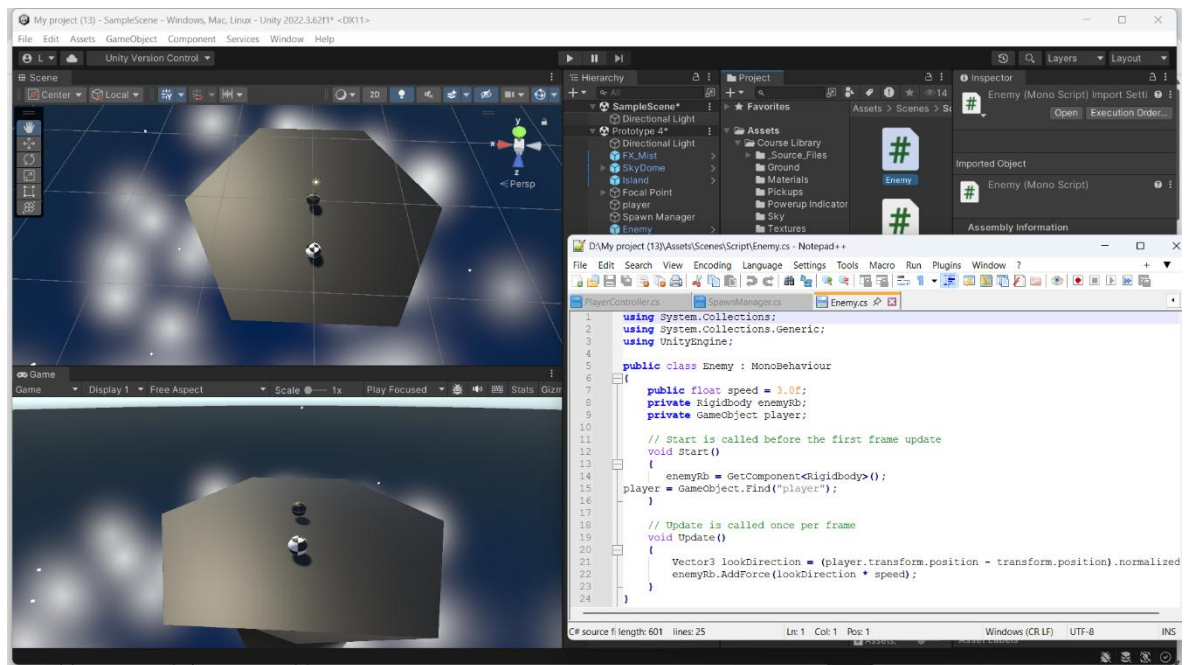 My project (13) - SampleScene - Windows, Mac, Linux - Unity 2022.3.62f1* <DX11>
File Edit Assets GameObject Component Services Window Help
L Unity Version Control Layers Layout
Scene
Center Local 2D
y
x
z
Persp
Hierarchy
All
SampleScene*
Directional Light
Prototype 4*
Directional Light
FX_Mist
SkyDome
Island
Focal Point
player
Spawn Manager
Enemy
Project
14
Favorites
Assets
Course Library
_Source_Files
Ground
Materials
Pickups
Powerup Indicator
Sky
Textures
Assets > Scenes > Sc
Enemy
Inspector
Enemy (Mono Script) Import Setti
Open Execution Order...
Imported Object
Enemy (Mono Script)
Assembly Information
Game
Game Display 1 Free Aspect Scale 1x Play Focused Stats Gizm
D:\My project (13)\Assets\Scenes\Script\Enemy.cs - Notepad++
File Edit Search View Encoding Language Settings Tools Macro Run Plugins Window ?
PlayerController.cs SpawnManager.cs Enemy.cs
1 using System.Collections;
2 using System.Collections.Generic;
3 using UnityEngine;
4
5 public class Enemy : MonoBehaviour
6 {
7 public float speed = 3.0f;
8 private Rigidbody enemyRb;
9 private GameObject player;
10
11 // Start is called before the first frame update
12 void Start()
13 {
14 enemyRb = GetComponent<Rigidbody>();
15 player = GameObject.Find("player");
16 }
17
18 // Update is called once per frame
19 void Update()
20 {
21 Vector3 lookDirection = (player.transform.position - transform.position).normalized
22 enemyRb.AddForce(lookDirection * speed);
23 }
24 }
C# source fi length: 601 lines: 25 Ln: 1 Col: 1 Pos: 1 Windows (CR LF) UTF-8 INS